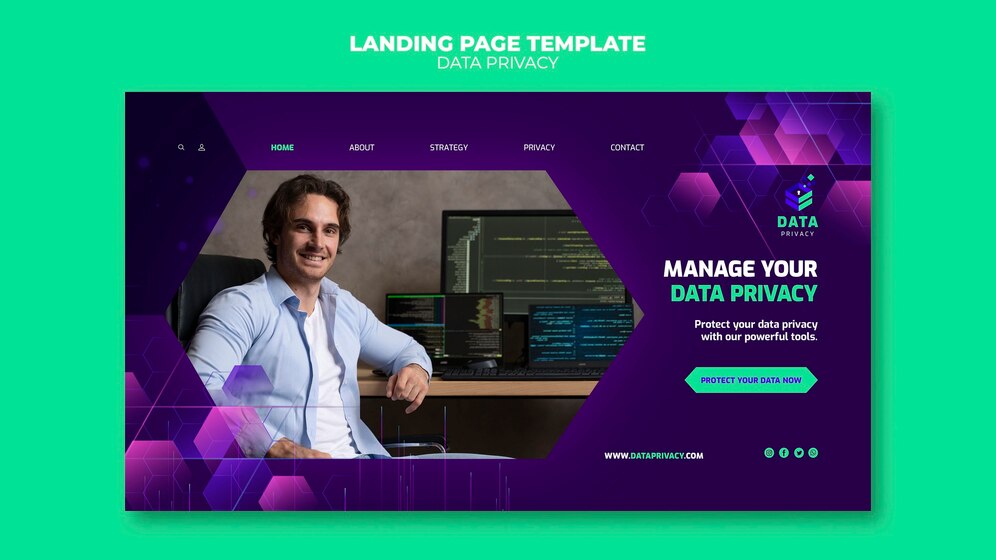 LANDING PAGE TEMPLATE
DATA PRIVACY
HOME ABOUT STRATEGY PRIVACY CONTACT
DATA
PRIVACY
MANAGE YOUR
DATA PRIVACY
Protect your data privacy
with our powerful tools.
PROTECT YOUR DATA NOW
WWW.DATAPRIVACY.COM